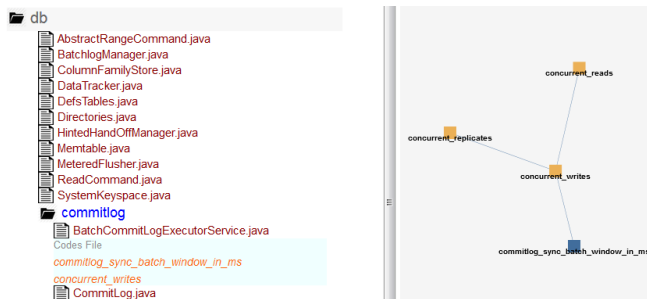 db
AbstractRangeCommand.java
BatchlogManager.java
ColumnFamilyStore.java
DataTracker.java
DefsTables.java
Directories.java
HintedHandOffManager.java
Memtable.java
MeteredFlusher.java
ReadCommand.java
SystemKeyspace.java
commitlog
BatchCommitLogExecutorService.java
Codes File
commitlog_sync_batch_window_in_ms
concurrent_writes
CommitLog.java
concurrent_reads
concurrent_replicates
concurrent_writes
commitlog_sync_batch_window_in_ms